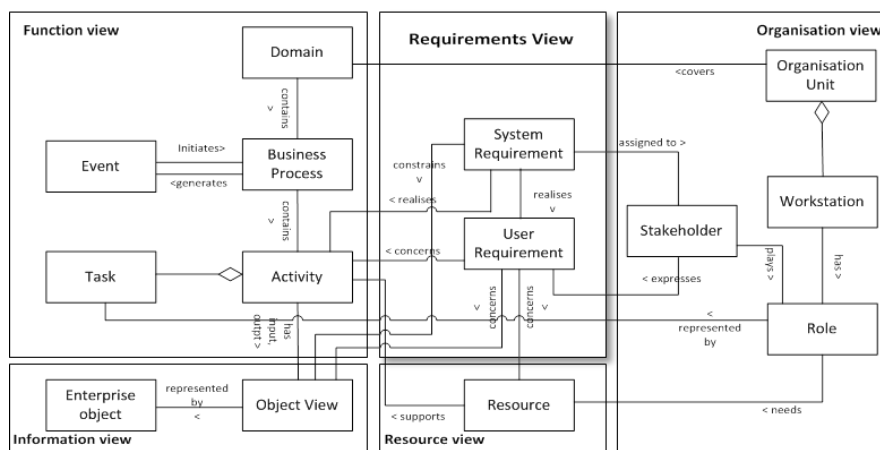 Function view
Requirements View
Organisation view
Domain
<covers
Organisation
Unit
contains
v
Event
Initiates>
<generates
Business
Process
System
Requirement
assigned to >
constrains
v
contains
v
< realises
realises
v
Workstation
Task
Activity
< concerns
User
Requirement
Stakeholder
< expresses
plays >
has >
has
input,
outpt >
concerns
v
concerns
v
<
represented
by
Role
Enterprise
object
represented
by
<
Object View
< supports
Resource
< needs
Information view
Resource view